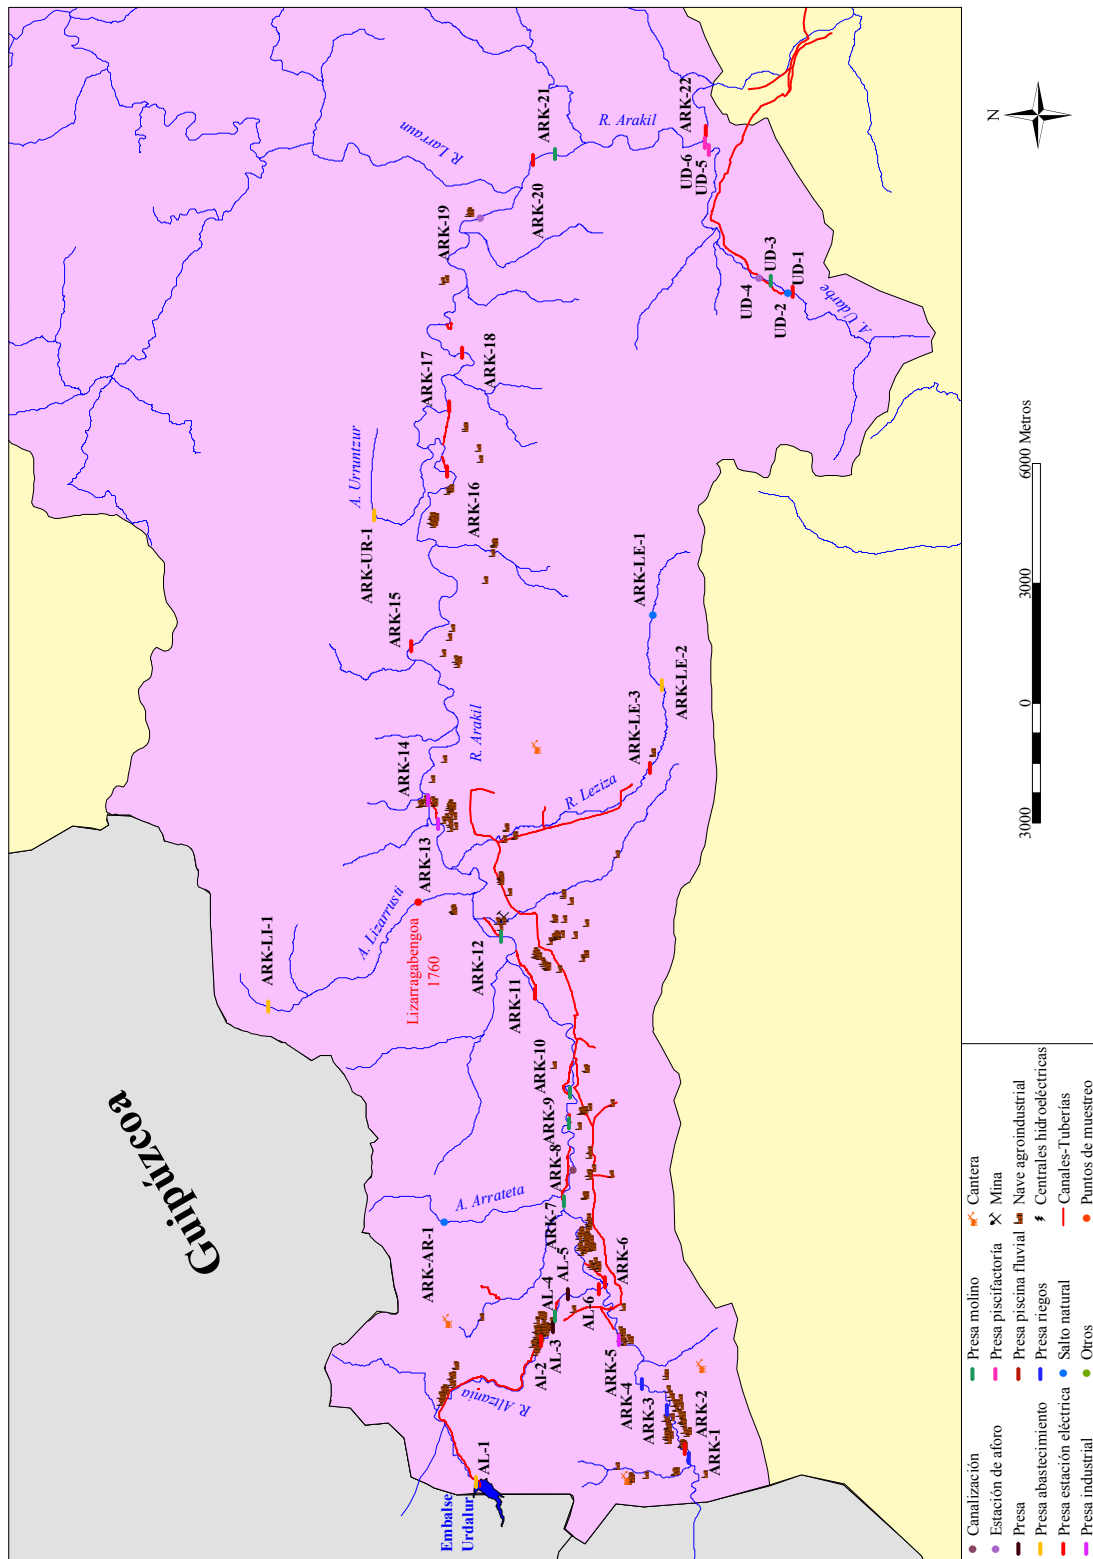 Guipúzcoa
Embalse
Urdalur
AL-1
R. Altzania
Al-2
AL-3
AL-4
AL-5
AL-6
ARK-1
ARK-2
ARK-3
ARK-4
ARK-5
ARK-6
ARK-7
ARK-8
ARK-9
ARK-10
ARK-11
ARK-12
ARK-13
ARK-14
ARK-15
ARK-16
ARK-17
ARK-18
ARK-19
ARK-20
ARK-21
ARK-22
ARK-AR-1
A. Arrateta
ARK-LI-1
A. Lizarrusti
Lizarragabengoa
1760
R. Arakil
R. Leziza
ARK-LE-3
ARK-LE-2
ARK-LE-1
ARK-UR-1
A. Urruntzur
R. Larraun
R. Arakil
UD-6
UD-5
UD-4
UD-3
UD-2
UD-1
A. Udarbe
N
3000
0
3000
6000 Metros
Canalización
Estación de aforo
Presa
Presa abastecimiento
Presa estación eléctrica
Presa industrial
Presa molino
Presa piscifactoría
Presa piscina fluvial
Presa riegos
Salto natural
Otros
Cantera
Mina
Nave agroindustrial
Centrales hidroeléctricas
Canales-Tuberías
Puntos de muestreo